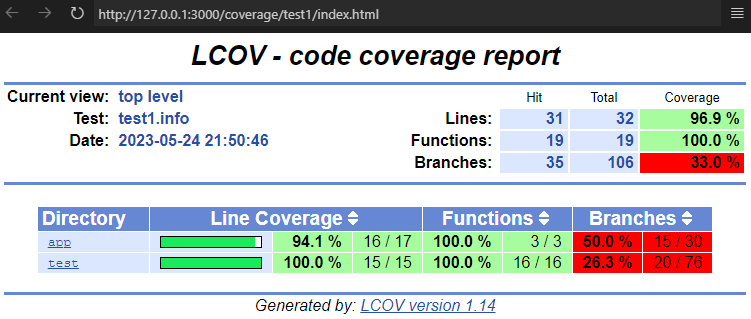 http://127.0.0.1:3000/coverage/test1/index.html
LCOV - code coverage report
Current view: top level Hit Total Coverage
Test: test1.info Lines: 31 32 96.9 %
Date: 2023-05-24 21:50:46 Functions: 19 19 100.0 %
Branches: 35 106 33.0 %
Directory Line Coverage Functions Branches
app 94.1 % 16 / 17 100.0 % 3 / 3 50.0 % 15 / 30
test 100.0 % 15 / 15 100.0 % 16 / 16 26.3 % 20 / 76
Generated by: LCOV version 1.14